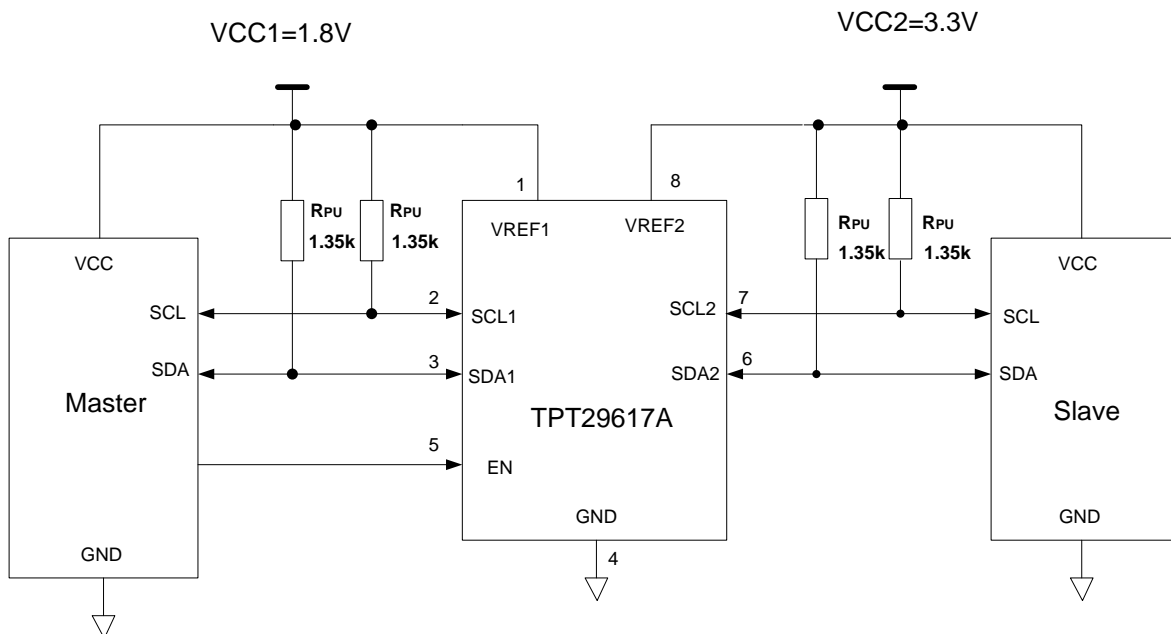 VCC1=1.8V
VCC2=3.3V
1
8
RPU
1.35k
RPU
1.35k
RPU
1.35k
RPU
1.35k
VREF1
VREF2
VCC
VCC
SCL
2
SCL1
SCL2
7
SCL
SDA
3
SDA1
SDA2
6
SDA
Master
TPT29617A
Slave
5
EN
GND
4
GND
GND